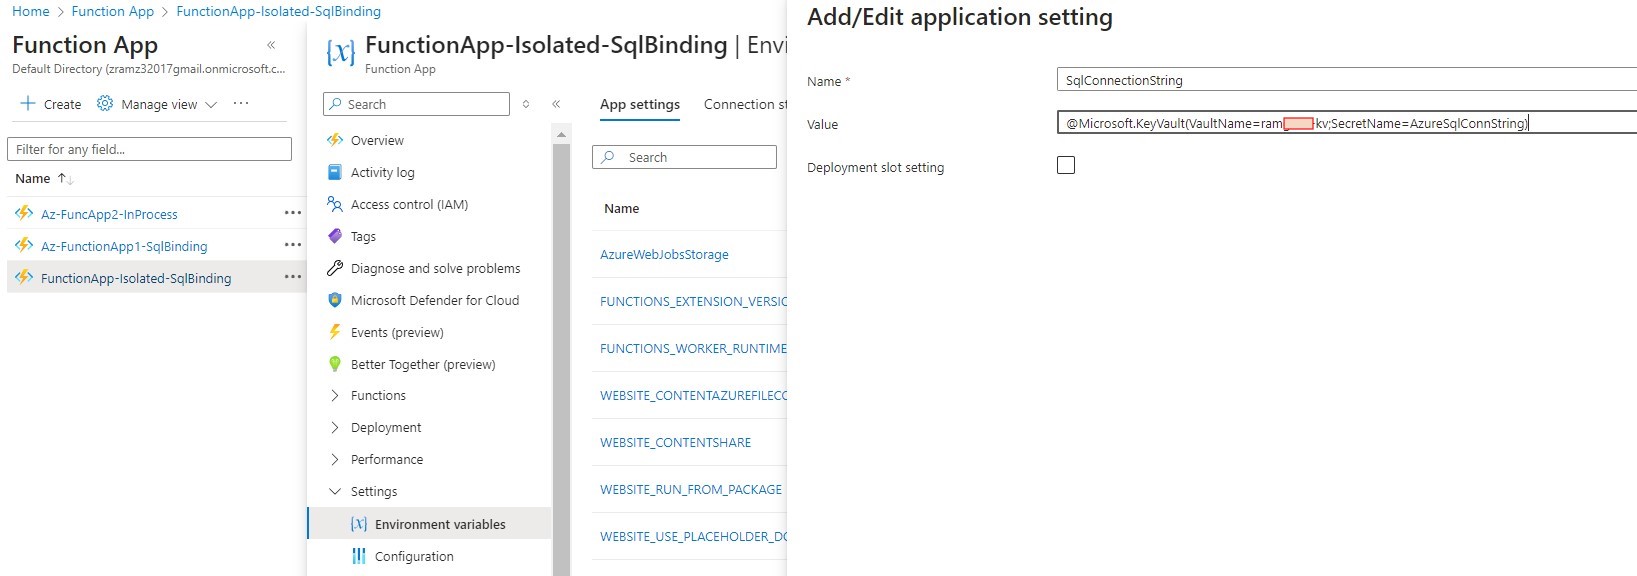 Home > Function App > FunctionApp-Isolated-SqlBinding
Function App
Default Directory (zramz32017gmail.onmicrosoft.c...
Create
Manage view
Filter for any field...
Name
Az-FuncApp2-InProcess
Az-FunctionApp1-SqlBinding
FunctionApp-Isolated-SqlBinding
FunctionApp-Isolated-SqlBinding | Envi
Function App
Search
Overview
Activity log
Access control (IAM)
Tags
Diagnose and solve problems
Microsoft Defender for Cloud
Events (preview)
Better Together (preview)
Functions
Deployment
Performance
Settings
Environment variables
Configuration
App settings
Connection st
Search
Name
AzureWebJobsStorage
FUNCTIONS_EXTENSION_VERSIO
FUNCTIONS_WORKER_RUNTIME
WEBSITE_CONTENTAZUREFILECO
WEBSITE_CONTENTSHARE
WEBSITE_RUN_FROM_PACKAGE
WEBSITE_USE_PLACEHOLDER_DO
Add/Edit application setting
Name *
SqlConnectionString
Value
@Microsoft.KeyVault(VaultName=ram -kv;SecretName=AzureSqlConnString)
Deployment slot setting